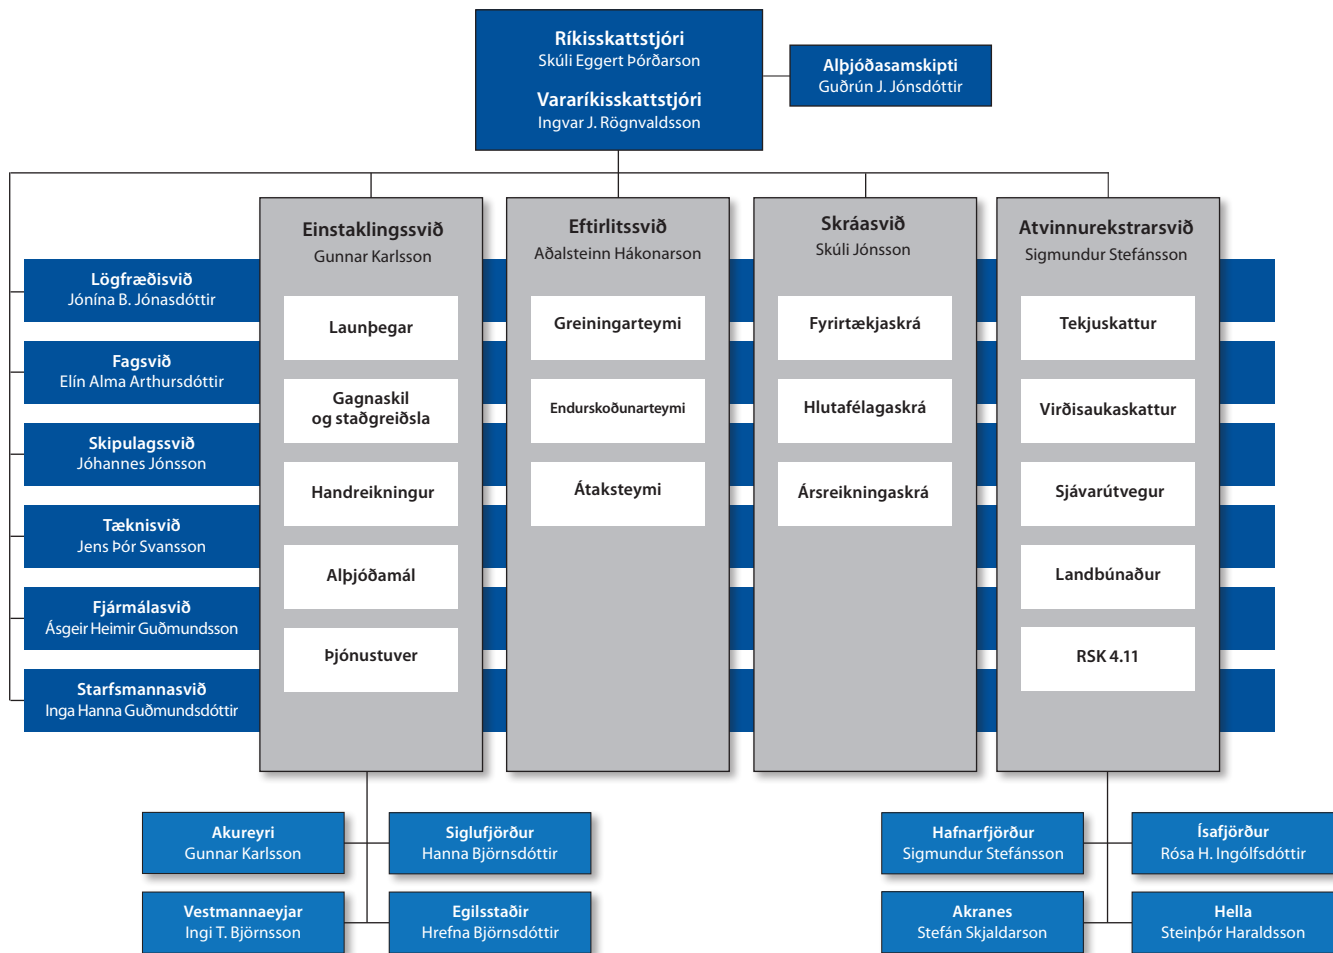 Ríkisskattstjóri
Skúli Eggert Þórðarson
Vararíkisskattstjóri
Ingvar J. Rögnvaldsson
Alþjóðasamskipti
Guðrún J. Jónsdóttir
Lögfræðisvið
Jónína B. Jónasdóttir
Fagsvið
Elín Alma Arthursdóttir
Skipulagssvið
Jóhannes Jónsson
Tæknisvið
Jens Þór Svansson
Fjármálasvið
Ásgeir Heimir Guðmundsson
Starfsmannasvið
Inga Hanna Guðmundsdóttir
Einstaklingssvið
Gunnar Karlsson
Launþegar
Gagnaskil
og staðgreiðsla
Handreikningur
Alþjóðamál
Þjónustuver
Eftirlitssvið
Aðalsteinn Hákonarson
Greiningarteymi
Endurskoðunarteymi
Átaksteymi
Skráasvið
Skúli Jónsson
Fyrirtækjaskrá
Hlutafélagaskrá
Ársreikningaskrá
Atvinnurekstrarsvið
Sigmundur Stefánsson
Tekjuskattur
Virðisaukaskattur
Sjávarútvegur
Landbúnaður
RSK 4.11
Akureyri
Gunnar Karlsson
Siglufjörður
Hanna Björnsdóttir
Vestmannaeyjar
Ingi T. Björnsson
Egilsstaðir
Hrefna Björnsdóttir
Hafnarfjörður
Sigmundur Stefánsson
Ísafjörður
Rósa H. Ingólfsdóttir
Akranes
Stefán Skjaldarson
Hella
Steinþór Haraldsson